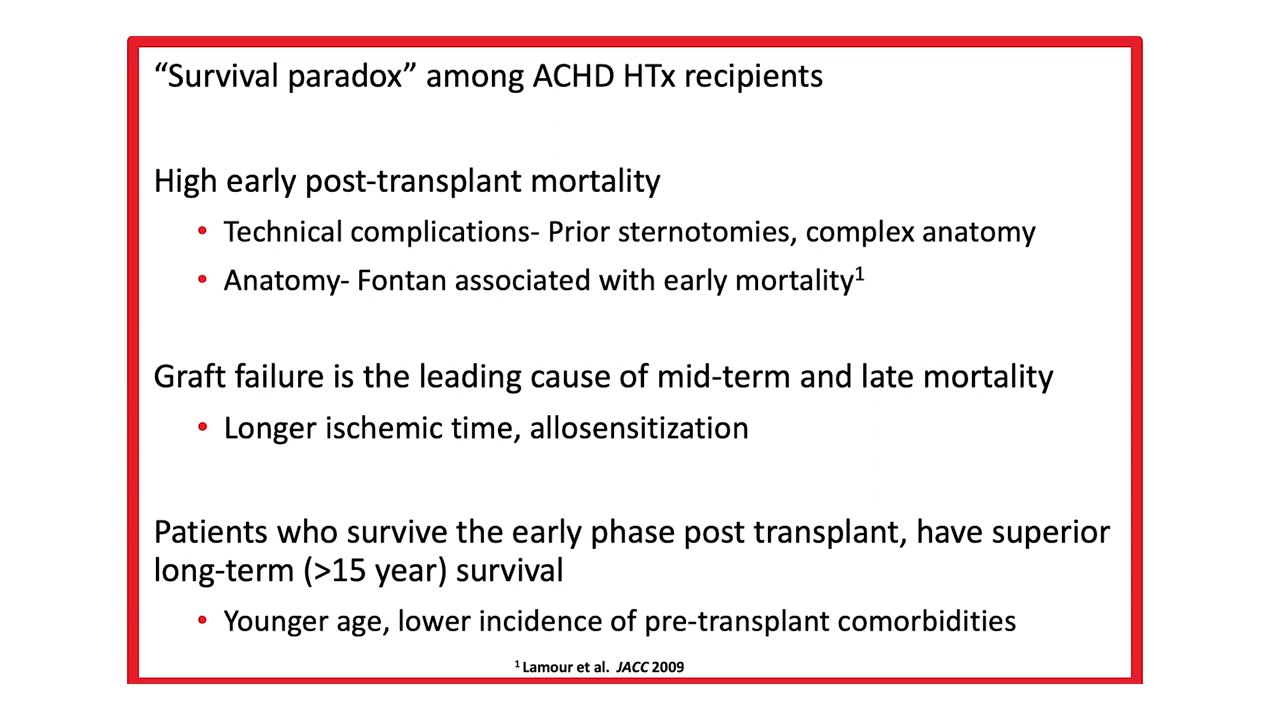 “Survival paradox” among ACHD HTx recipients
High early post-transplant mortality
• Technical complications- Prior sternotomies, complex anatomy
• Anatomy- Fontan associated with early mortality¹
Graft failure is the leading cause of mid-term and late mortality
• Longer ischemic time, allosensitization
Patients who survive the early phase post transplant, have superior
long-term (>15 year) survival
• Younger age, lower incidence of pre-transplant comorbidities
¹ Lamour et al. JACC 2009